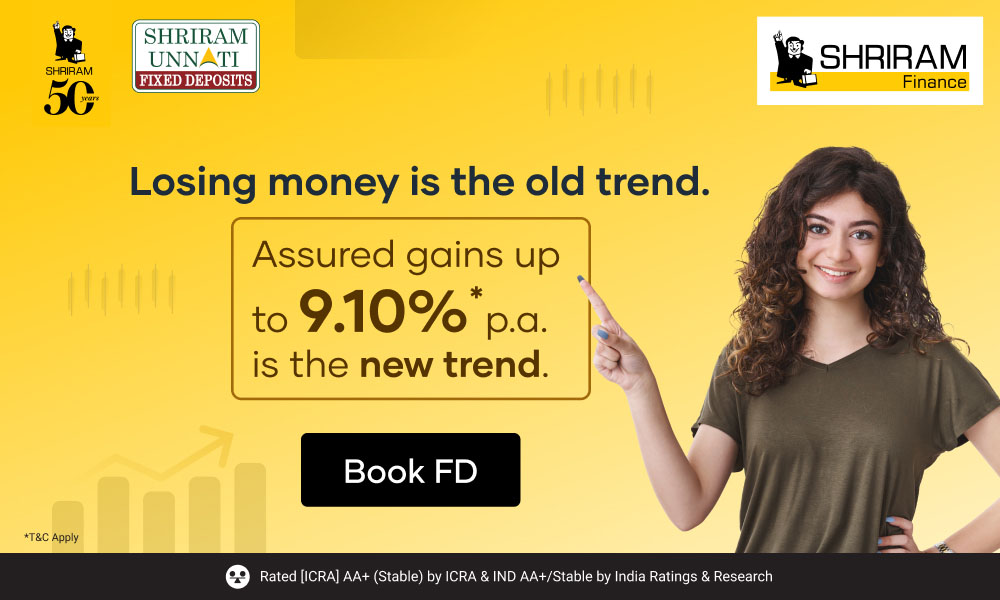 SHRIRAM
50 years
SHRIRAM
UNNATI
FIXED DEPOSITS
SHRIRAM
Finance
Losing money is the old trend.
Assured gains up
to 9.10%* p.a.
is the new trend.
Book FD
*T&C Apply
Rated [ICRA] AA+ (Stable) by ICRA & IND AA+/Stable by India Ratings & Research